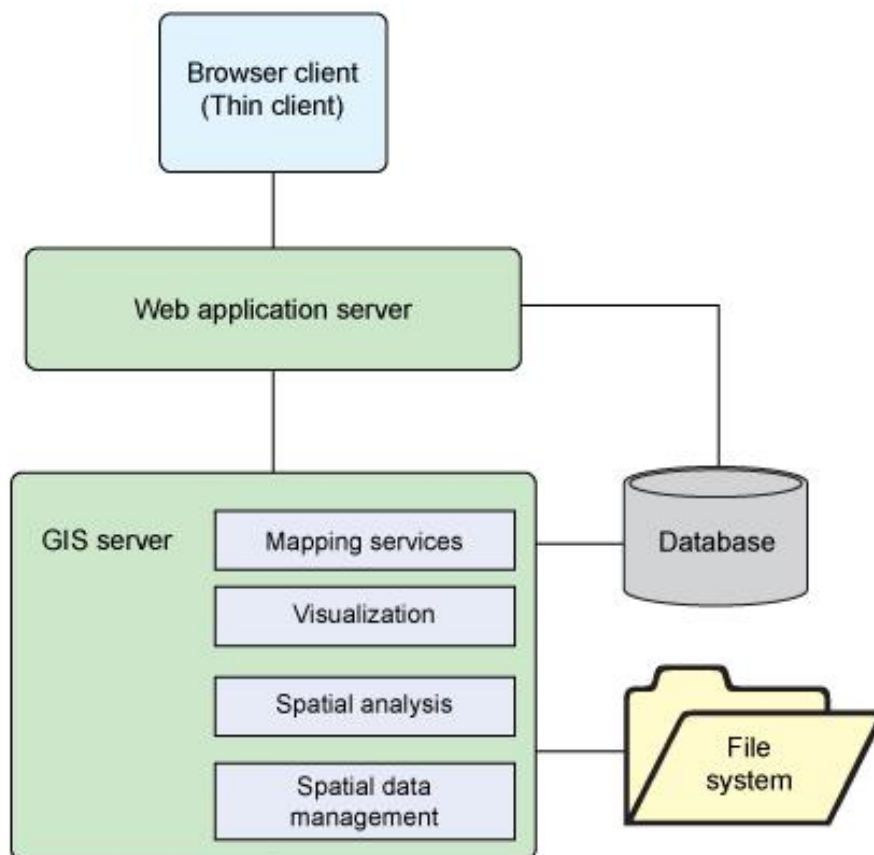 Browser client
(Thin client)
Web application server
GIS server
Mapping services
Visualization
Spatial analysis
Spatial data
management
Database
File
system